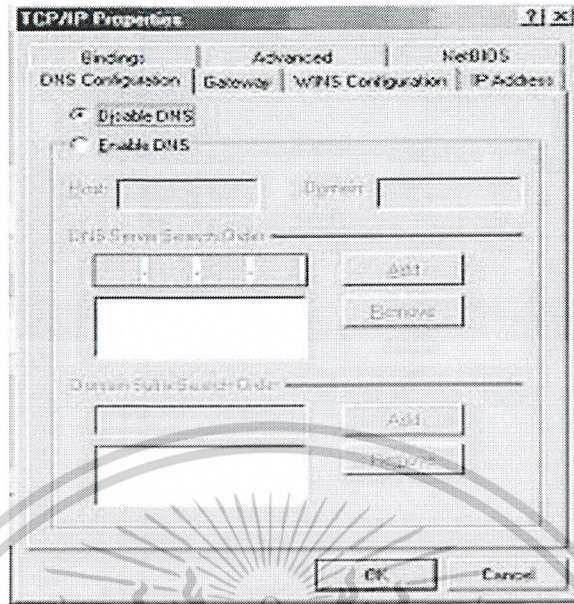 TCP/IP Properties
Bindings Advanced NetBIOS
DNS Configuration Gateway WINS Configuration IP Address
Disable DNS
Enable DNS
Host: Domain:
DNS Server Search Order
Add
Remove
Domain Suffix Search Order
Add
Remove
OK Cancel